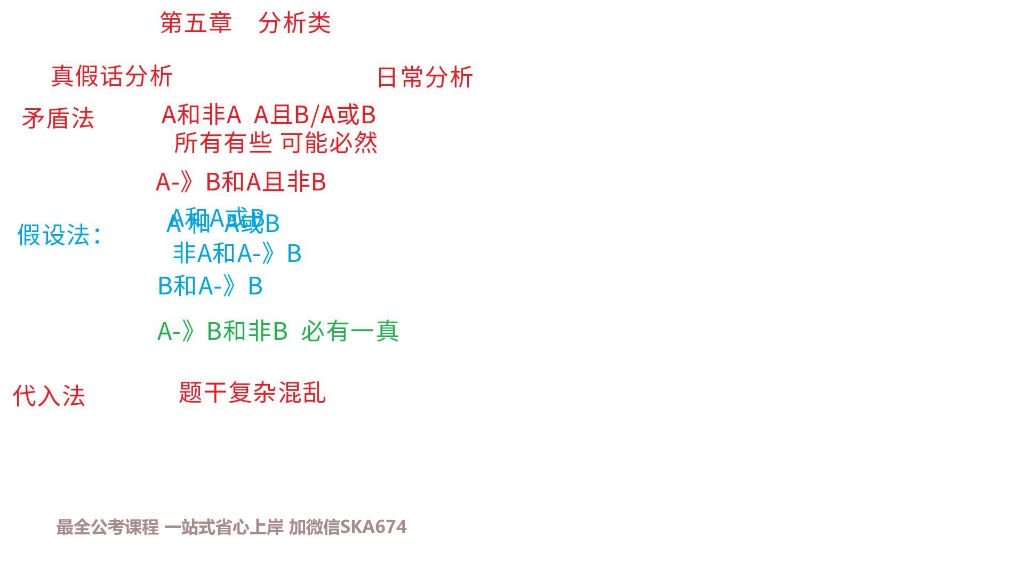 第五章 分析类
真假话分析 日常分析
矛盾法 A和非A A且B/A或B
所有有些 可能必然
A-》B和A且非B
A和A或B
A 和 A或B
假设法：
非A和A-》B
B和A-》B
A-》B和非B 必有一真
代入法 题干复杂混乱
最全公考课程 一站式省心上岸 加微信SKA674